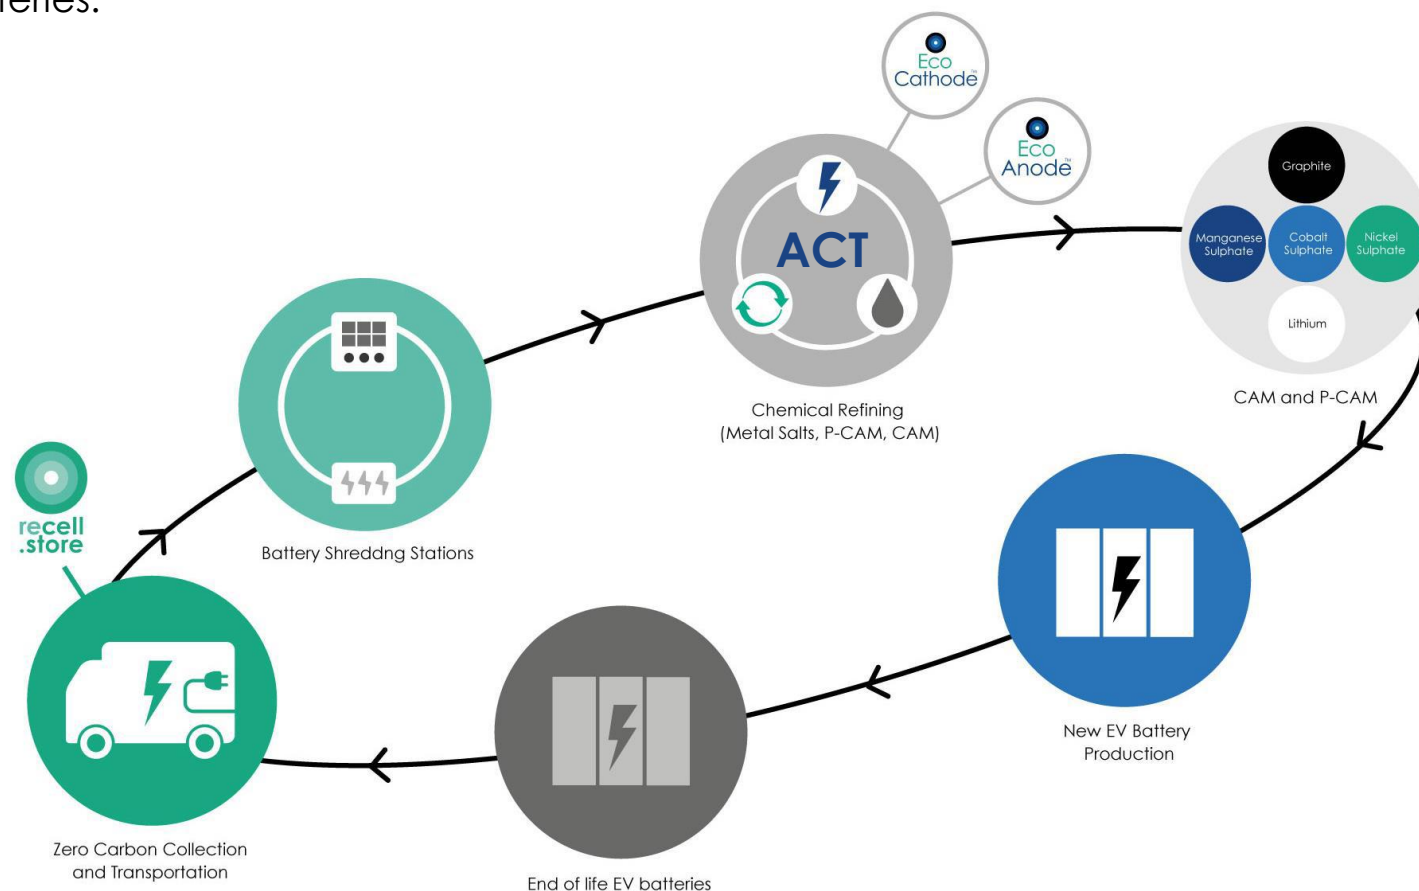 Eco
Cathode™
Eco
Anode™
ACT
Chemical Refining
(Metal Salts, P-CAM, CAM)
Graphite
Manganese
Sulphate
Cobalt
Sulphate
Nickel
Sulphate
Lithium
CAM and P-CAM
recell
.store
Battery Shreddng Stations
New EV Battery
Production
Zero Carbon Collection
and Transportation
End of life EV batteries